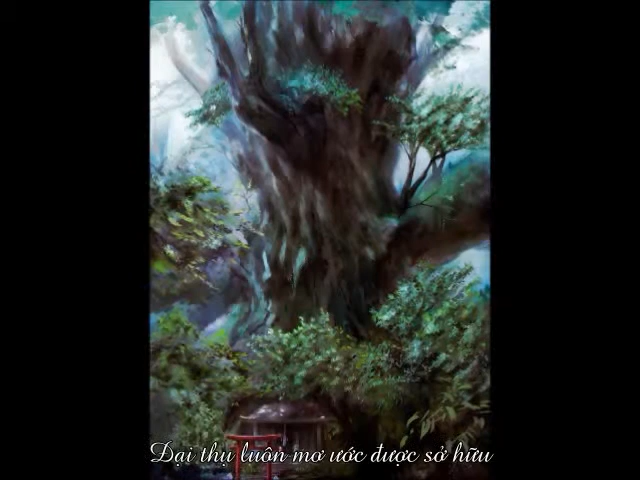 Đại thụ luôn mơ ước được sở hữu